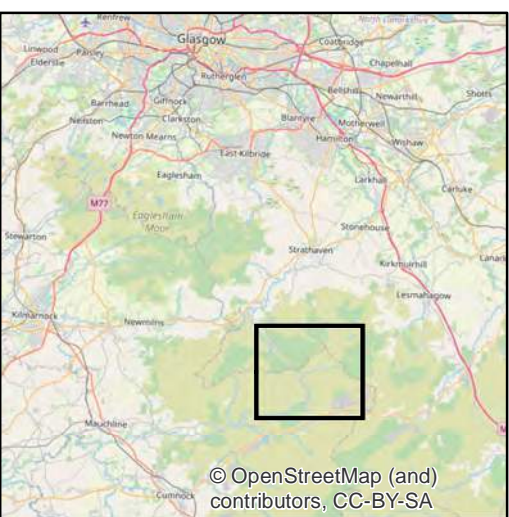 Renfrew
North Lanarkshire
Glasgow
Coatbridge
Linwood
Paisley
Elderslie
Chapelhall
Rutherglen
Bellshill
Newarthill
Shotts
Barrhead
Giffnock
Neilston
Clarkston
Blantyre
Motherwell
Newton Mearns
Hamilton
Wishaw
East Kilbride
Eaglesham
Larkhall
Carluke
M77
Eaglesham
Moor
Stewarton
Stonehouse
Strathaven
Lanark
Kirkmuirhill
Lesmahagow
Kilmarnock
Newmilns
Mauchline
M
Cumnock
© OpenStreetMap (and)
contributors, CC-BY-SA